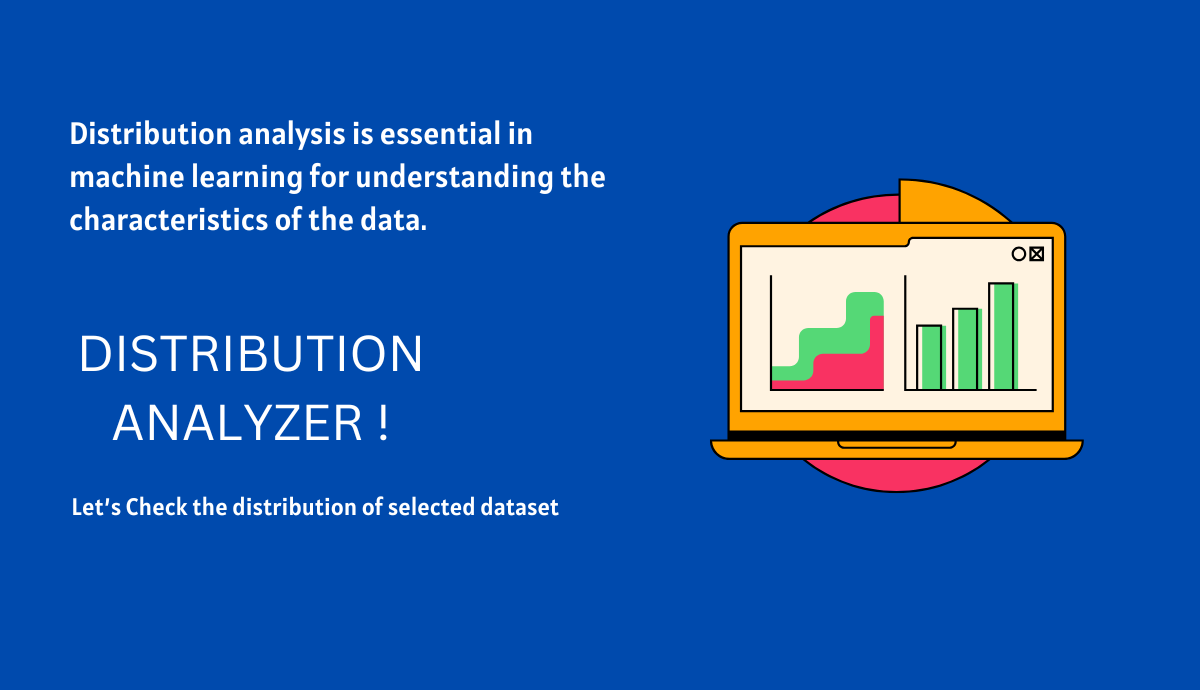 Distribution analysis is essential in
machine learning for understanding the
characteristics of the data.
DISTRIBUTION
ANALYZER !
Let's Check the distribution of selected dataset